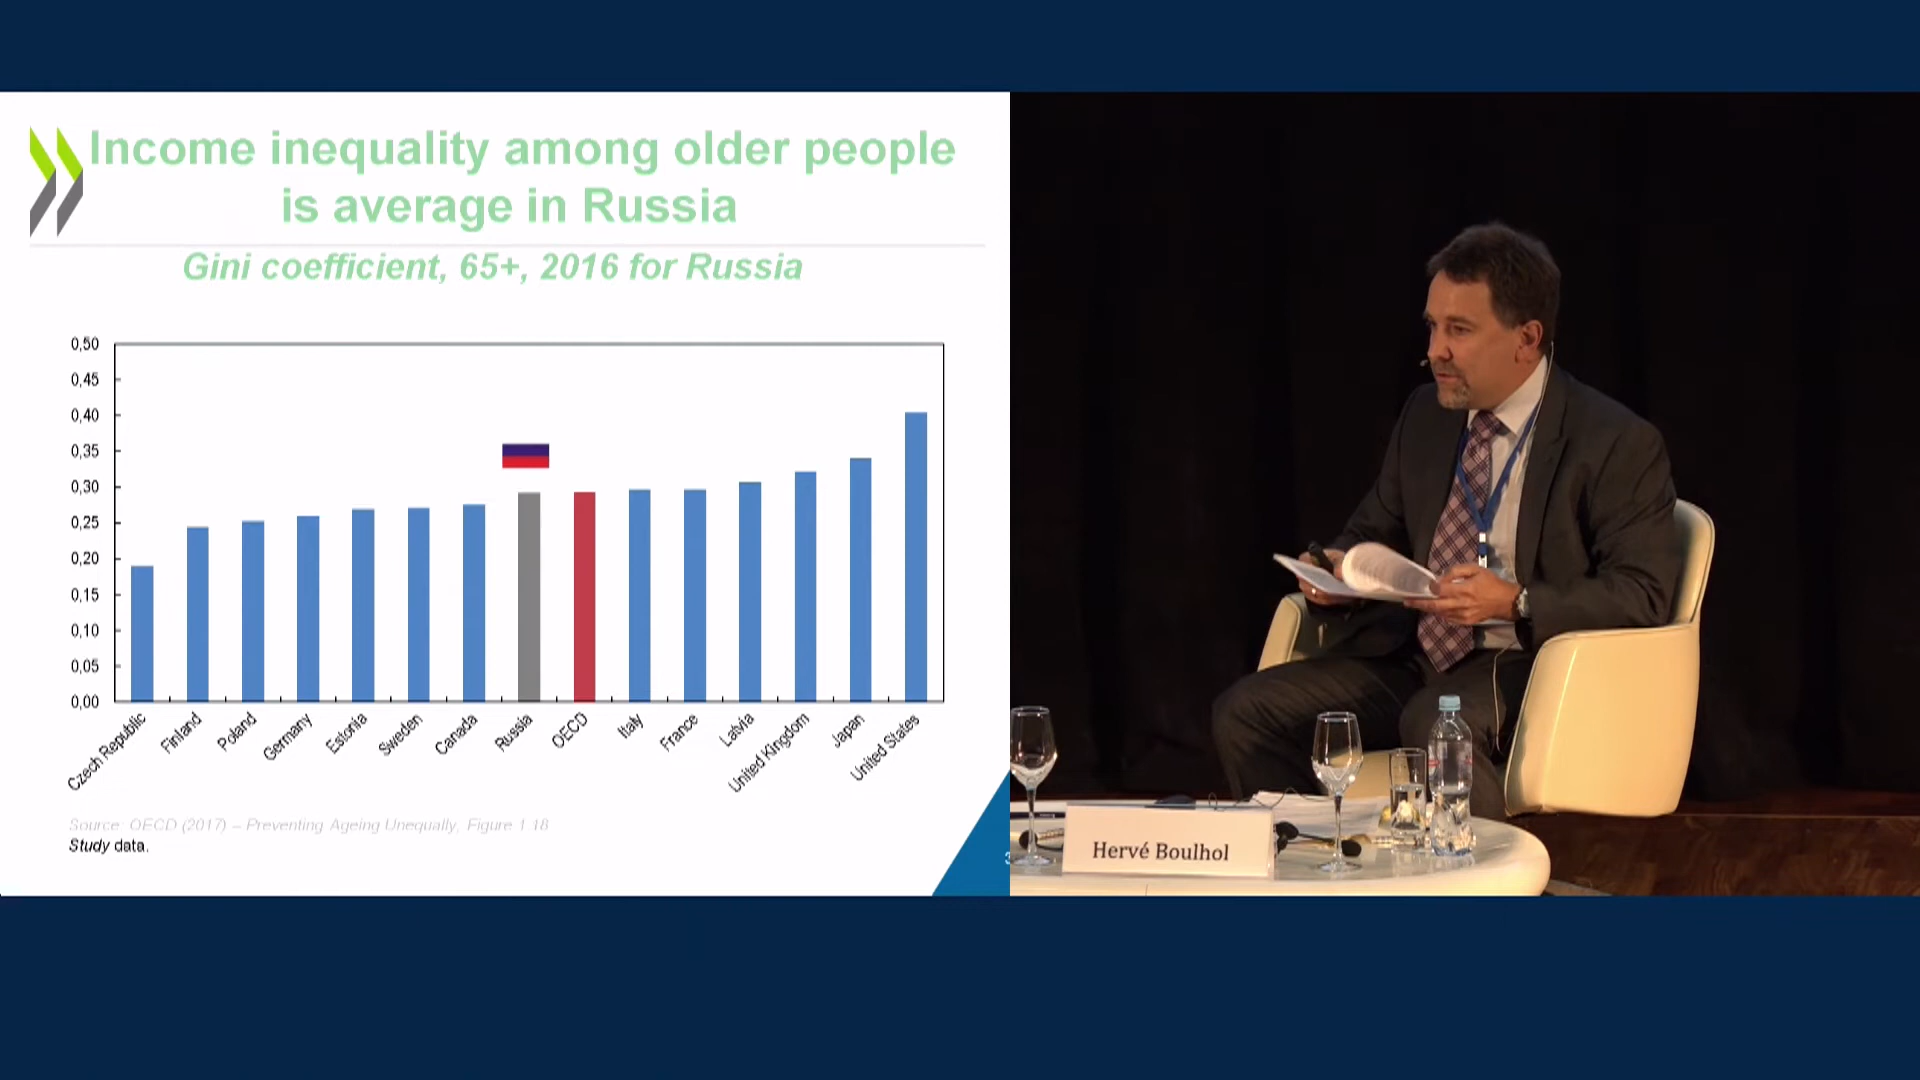 Income inequality among older people
is average in Russia
Gini coefficient, 65+, 2016 for Russia
0,50
0,45
0,40
0,35
0,30
0,25
0,20
0,15
0,10
0,05
0,00
Czech Republic
Finland
Poland
Germany
Estonia
Sweden
Canada
Russia
OECD
Italy
France
Latvia
United Kingdom
Japan
United States
Source: OECD (2017) – Preventing Ageing Unequally, Figure 1.18
Study data.
Hervé Boulhol